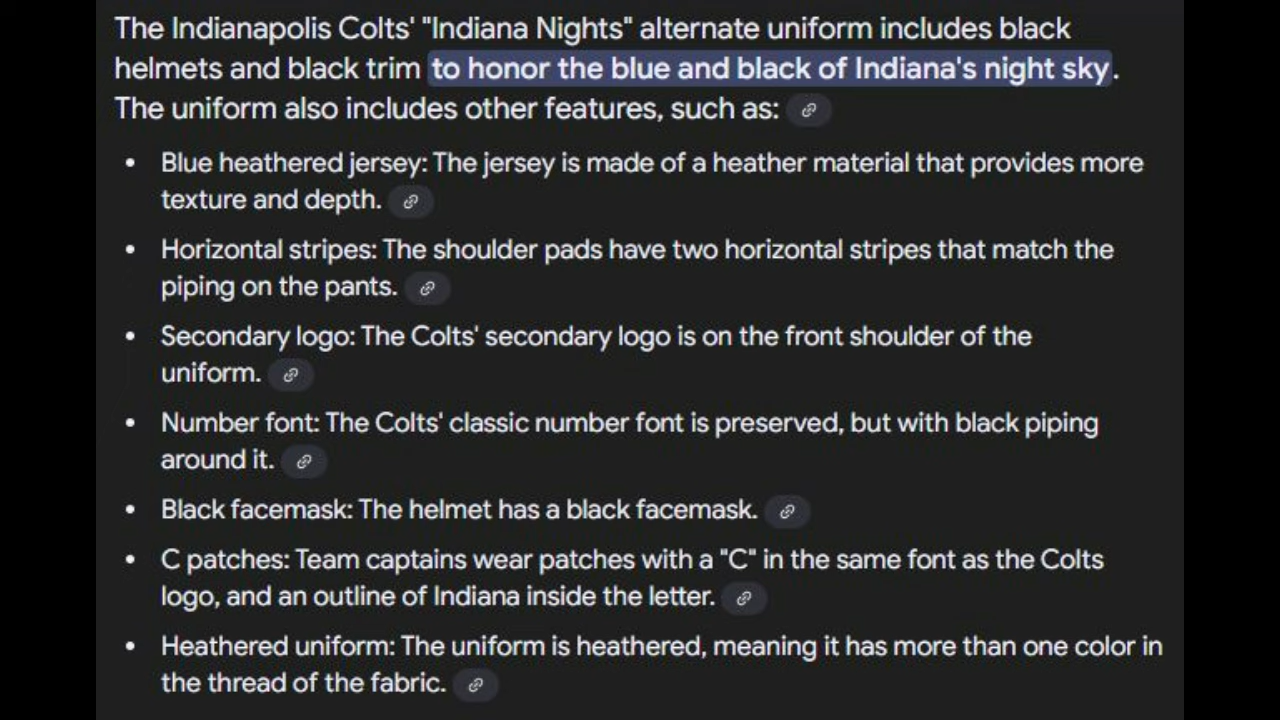 The Indianapolis Colts' "Indiana Nights" alternate uniform includes black
helmets and black trim to honor the blue and black of Indiana's night sky.
The uniform also includes other features, such as:
• Blue heathered jersey: The jersey is made of a heather material that provides more
texture and depth.
• Horizontal stripes: The shoulder pads have two horizontal stripes that match the
piping on the pants.
• Secondary logo: The Colts' secondary logo is on the front shoulder of the
uniform.
• Number font: The Colts' classic number font is preserved, but with black piping
around it.
• Black facemask: The helmet has a black facemask.
• C patches: Team captains wear patches with a "C" in the same font as the Colts
logo, and an outline of Indiana inside the letter.
• Heathered uniform: The uniform is heathered, meaning it has more than one color in
the thread of the fabric.